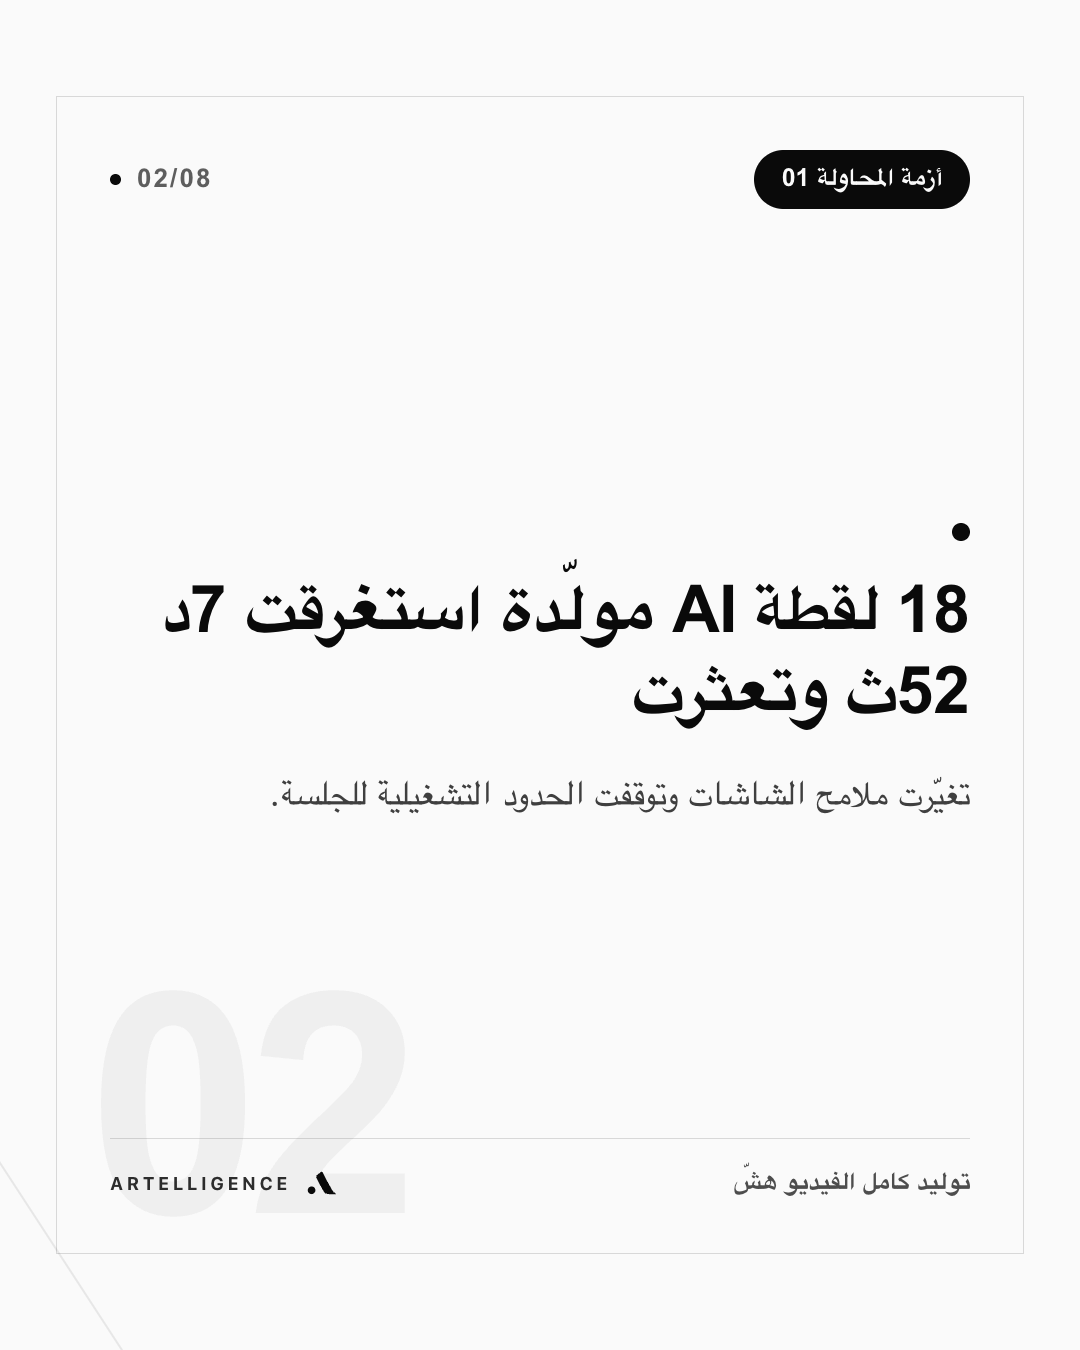 أزمة المحاولة 01
02/08
18 لقطة AI مولّدة استغرقت 7د
52ث وتعثرت
تغيّرت ملامح الشاشات وتوقفت الحدود التشغيلية للجلسة.
02
توليد كامل الفيديو هشّ
ARTELLIGENCE